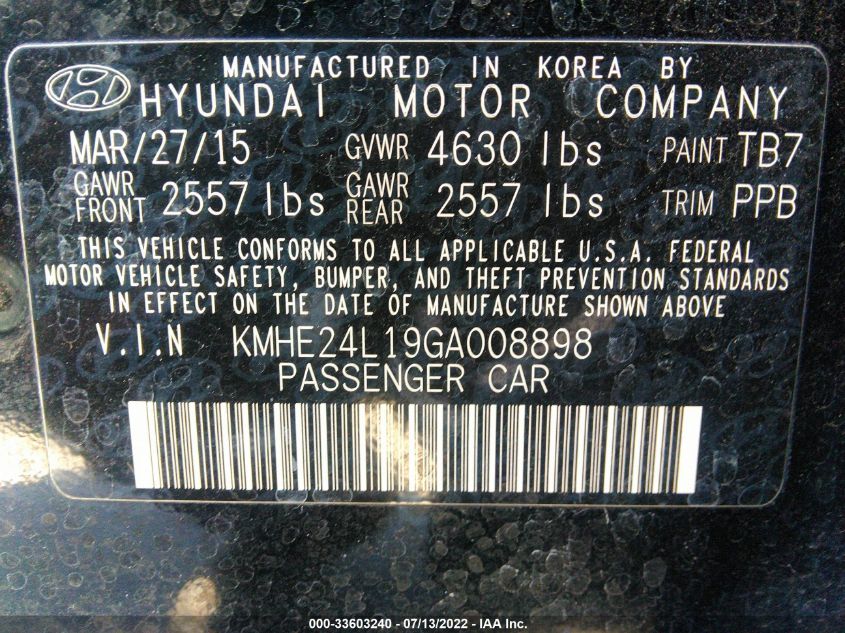 MANUFACTURED IN KOREA BY
HYUNDAI MOTOR COMPANY
MAR/27/15 GVWR 4630 lbs PAINT TB7
GAWR FRONT 2557 lbs GAWR REAR 2557 lbs TRIM PPB
THIS VEHICLE CONFORMS TO ALL APPLICABLE U.S.A. FEDERAL
MOTOR VEHICLE SAFETY, BUMPER, AND THEFT PREVENTION STANDARDS
IN EFFECT ON THE DATE OF MANUFACTURE SHOWN ABOVE
V.I.N KMHE24L19GA008898
PASSENGER CAR
000-33603240 - 07/13/2022 - IAA Inc.